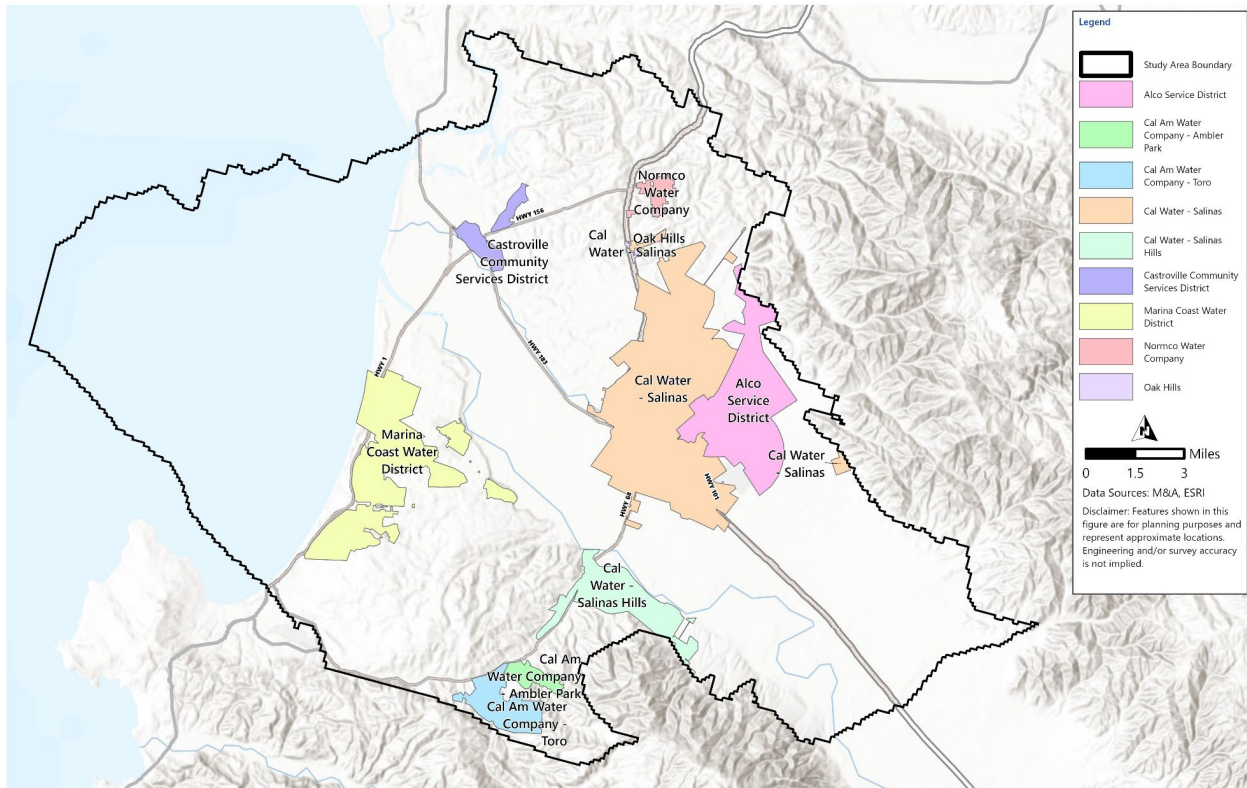 Legend
Study Area Boundary
Alco Service District
Cal Am Water
Company - Ambler
Park
Cal Am Water
Company - Toro
Cal Water - Salinas
Cal Water - Salinas
Hills
Castroville Community
Services District
Marina Coast Water
District
Normco Water
Company
Oak Hills
N
Miles
0 1.5 3
Data Sources: M&A, ESRI
Disclaimer: Features shown in this
figure are for planning purposes and
represent approximate locations.
Engineering and/or survey accuracy
is not implied.
Normco
Water
Company
HWY 156
Cal
Water - Salinas
Oak Hills
Castroville
Community
Services District
HWY 1
HWY 183
Cal Water
- Salinas
Alco
Service
District
Marina
Coast Water
District
Cal Water
- Salinas
HWY 101
HWY 68
Cal
Water -
Salinas Hills
Cal Am
Water Company
- Ambler Park
Cal Am Water
Company -
Toro